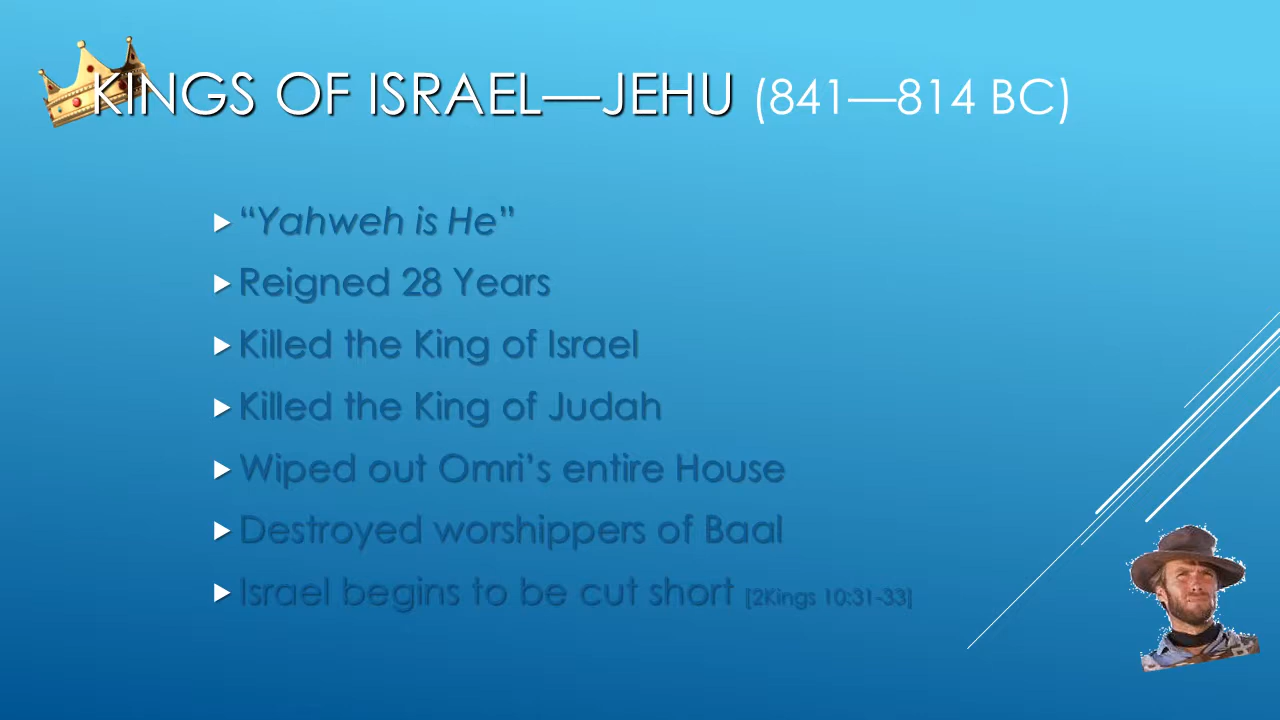 KINGS OF ISRAEL—JEHU (841—814 BC)
“Yahweh is He”
Reigned 28 Years
Killed the King of Israel
Killed the King of Judah
Wiped out Omri’s entire House
Destroyed worshippers of Baal
Israel begins to be cut short [2Kings 10:31-33]